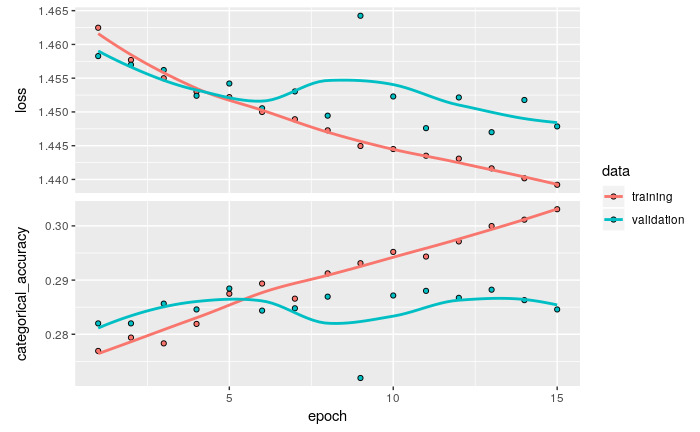 1.465
1.460
1.455
1.450
1.445
1.440
loss
0.30
0.29
0.28
categorical_accuracy
5
10
15
epoch
data
training
validation